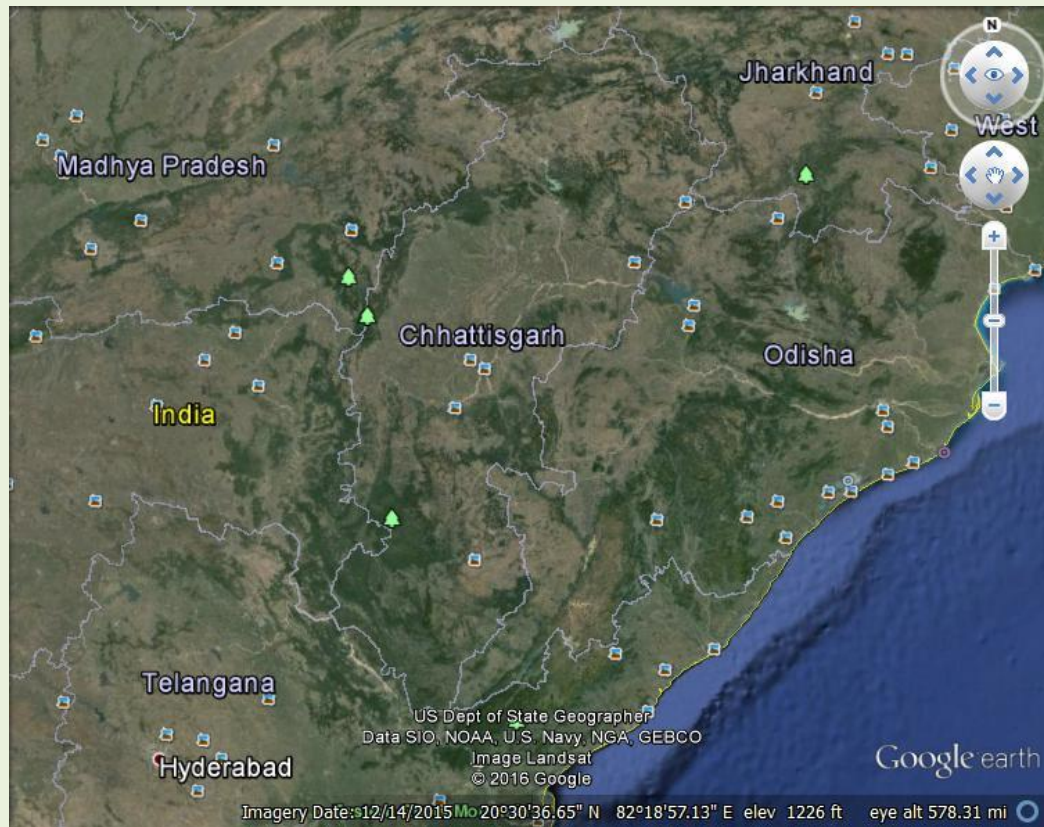 N
Jharkhand
West
Madhya Pradesh
Chhattisgarh
Odisha
India
Telangana
US Dept of State Geographer
Data SIO, NOAA, U.S. Navy, NGA, GEBCO
Image Landsat
© 2016 Google
Hyderabad
Google earth
Imagery Date: 12/14/2015 20°30'36.65" N 82°18'57.13" E elev 1226 ft eye alt 578.31 mi